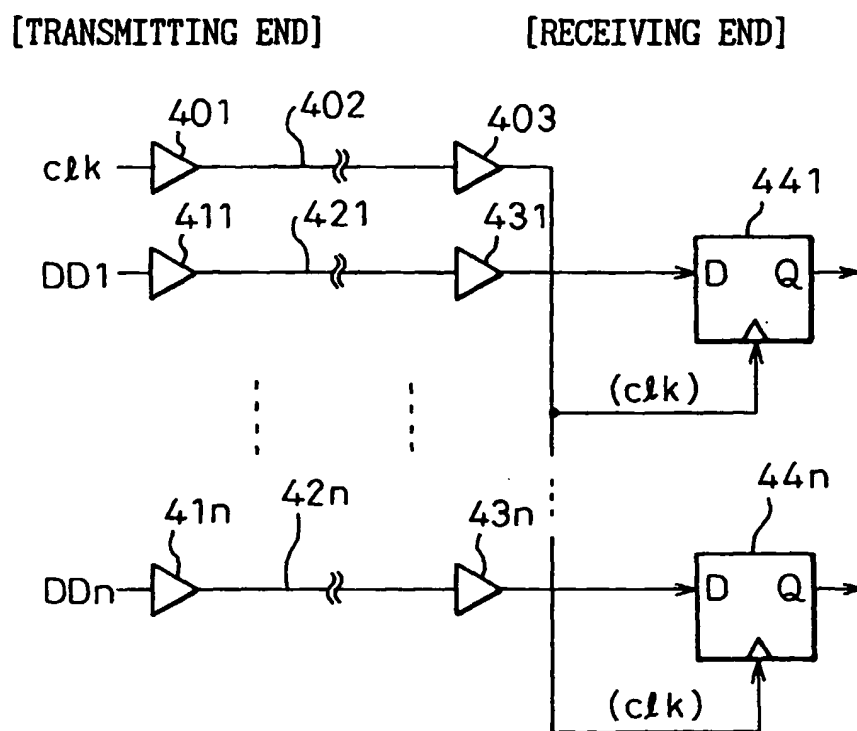 [TRANSMITTING END] [RECEIVING END]
401 402 403
clk
411 421 431 441
DD1 D Q
(clk)
41n 42n 43n 44n
DDn D Q
(clk)